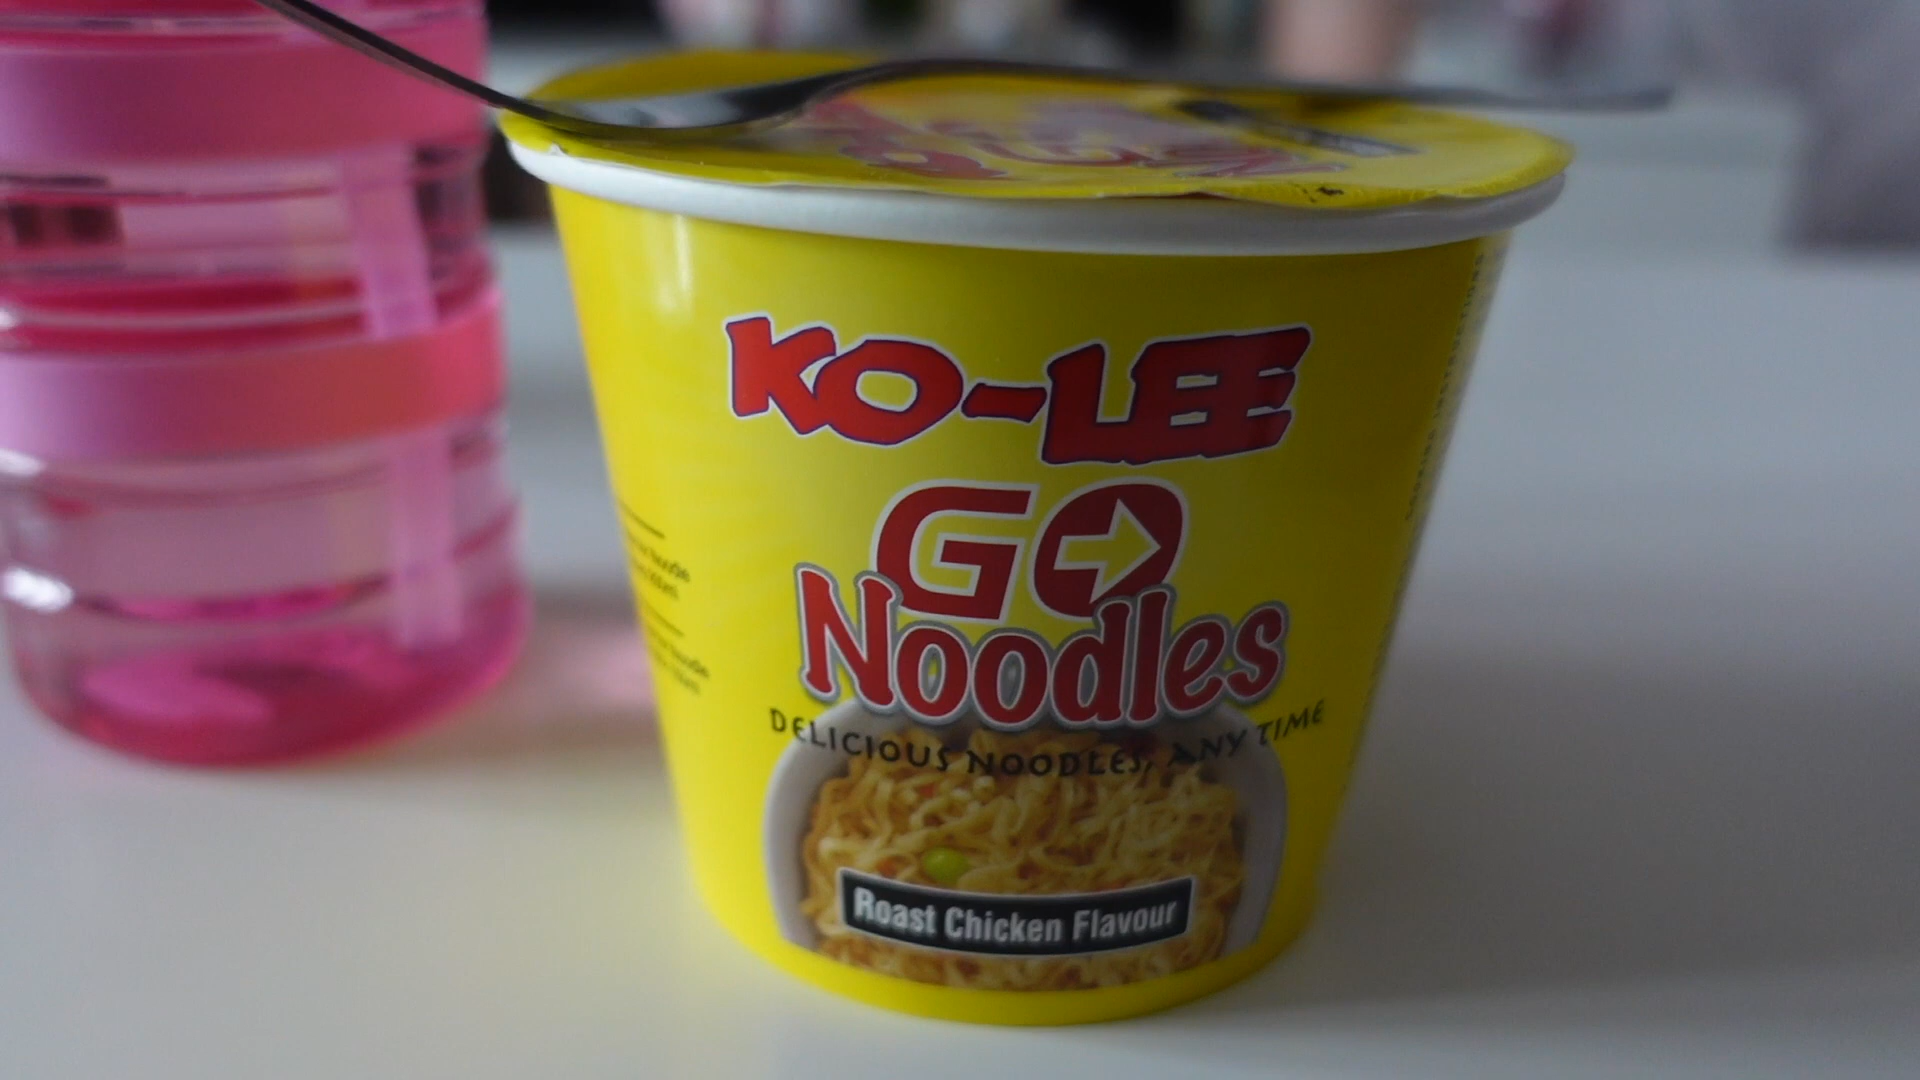 KO-LEE
GO
Noodles
DELICIOUS NOODLES, ANY TIME
Roast Chicken Flavour